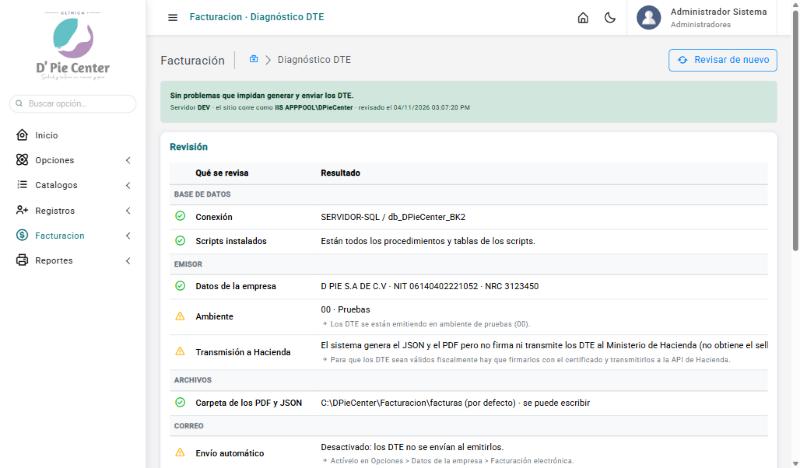 CLINICA
D' Pie Center
Buscar opción...
Inicio
Opciones
Catalogos
Registros
Facturacion
Reportes
Facturacion - Diagnóstico DTE
Administrador Sistema
Administradores
Facturación
Diagnóstico DTE
Revisar de nuevo
Sin problemas que impidan generar y enviar los DTE.
Servidor DEV · el sitio corre como IIS APPPOOL\DPieCenter · revisado el 04/11/2026 03:07:20 PM
Revisión
Qué se revisa Resultado
BASE DE DATOS
Conexión SERVIDOR-SQL / db_DPieCenter_BK2
Scripts instalados Están todos los procedimientos y tablas de los scripts.
EMISOR
Datos de la empresa D PIE S.A DE C.V · NIT 06140402221052 · NRC 3123450
Ambiente 00 · Pruebas
Los DTE se están emitiendo en ambiente de pruebas (00).
Transmisión a Hacienda El sistema genera el JSON y el PDF pero no firma ni transmite los DTE al Ministerio de Hacienda (no obtiene el sell
Para que los DTE sean válidos fiscalmente hay que firmarlos con el certificado y transmitirlos a la API de Hacienda.
ARCHIVOS
Carpeta de los PDF y JSON C:\DPieCenter\Facturacion\facturas (por defecto) - se puede escribir
CORREO
Envío automático Desactivado: los DTE no se envían al emitirlos.
Actívelo en Opciones > Datos de la empresa > Facturación electrónica.